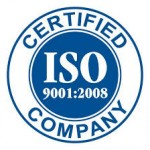 CERTIFIED
ISO
9001:2008
COMPANY